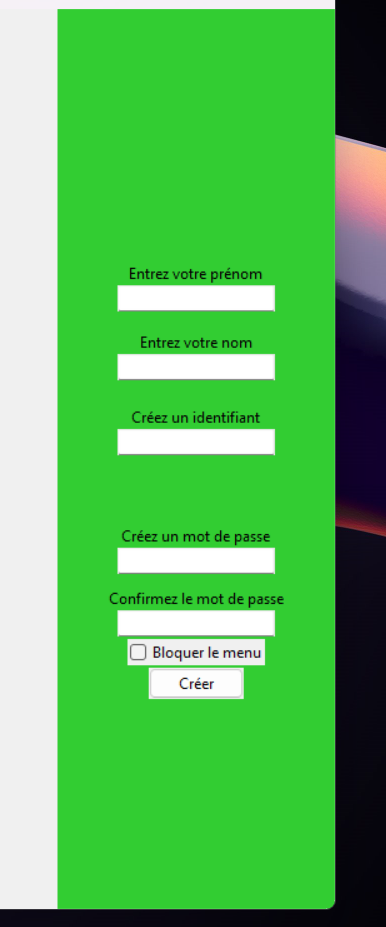 Entrez votre prénom
Entrez votre nom
Créez un identifiant
Créez un mot de passe
Confirmez le mot de passe
Bloquer le menu
Créer